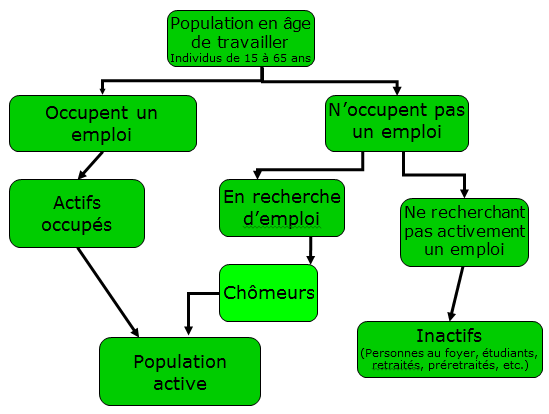 Population en âge
de travailler
Individus de 15 à 65 ans
Occupent un
emploi
N'occupent pas
un emploi
Actifs
occupés
En recherche
d'emploi
Ne recherchant
pas activement
un emploi
Chômeurs
Population
active
Inactifs
(Personnes au foyer, étudiants,
retraités, préretraités, etc.)